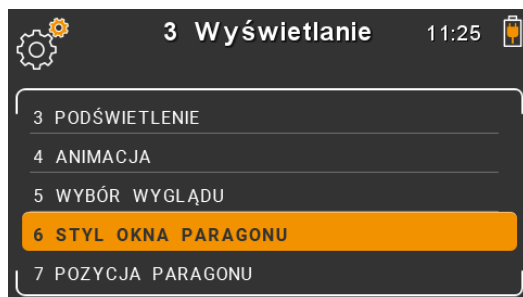 3 Wyświetlanie 11:25
3 PODŚWIETLENIE
4 ANIMACJA
5 WYBÓR WYGLĄDU
6 STYL OKNA PARAGONU
7 POZYCJA PARAGONU